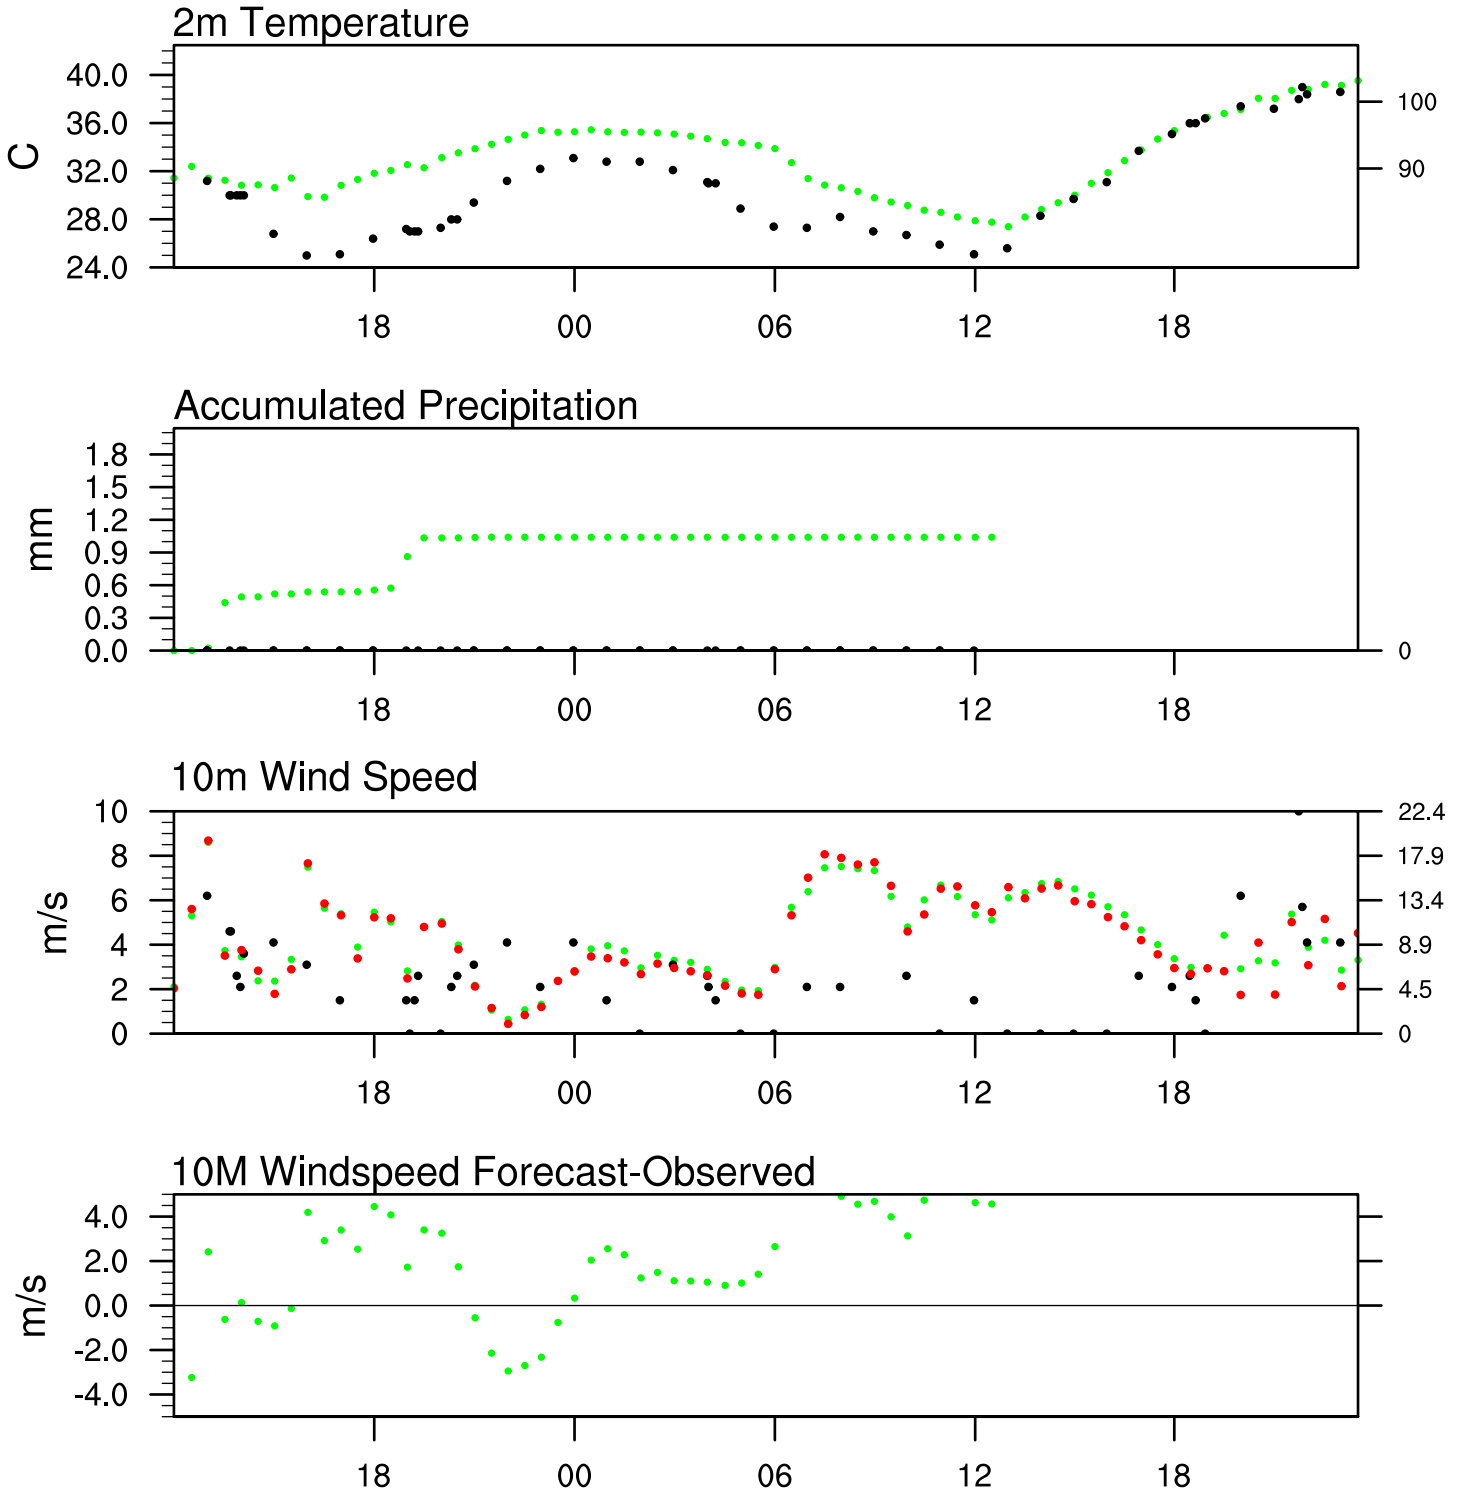 2m Temperature
40.0
36.0
32.0
28.0
24.0
C
100
90
18 00 06 12 18
Accumulated Precipitation
1.8
1.5
1.2
0.9
0.6
0.3
0.0
mm
0
18 00 06 12 18
10m Wind Speed
10
8
6
4
2
0
m/s
22.4
17.9
13.4
8.9
4.5
0
18 00 06 12 18
10M Windspeed Forecast-Observed
4.0
2.0
0.0
-2.0
-4.0
m/s
18 00 06 12 18